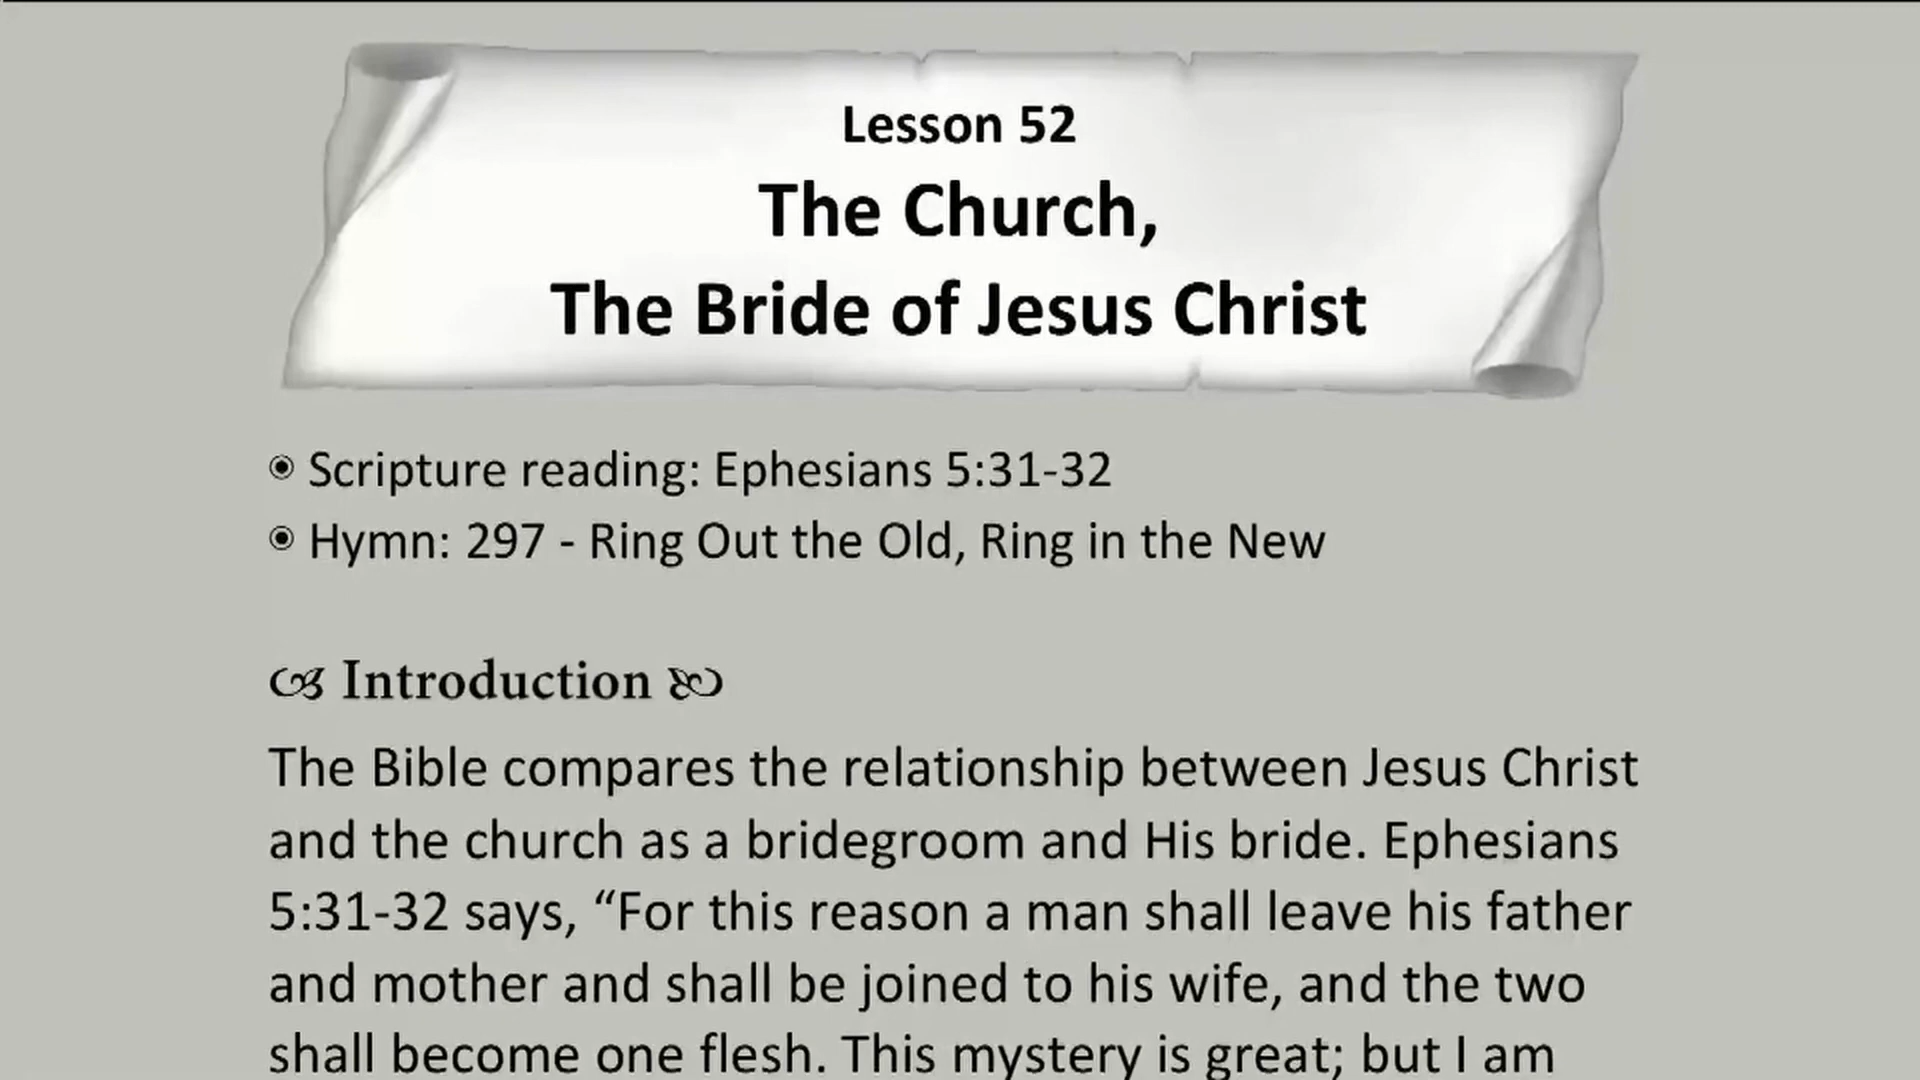 Lesson 52
The Church,
The Bride of Jesus Christ
Scripture reading: Ephesians 5:31-32
Hymn: 297 - Ring Out the Old, Ring in the New
Introduction
The Bible compares the relationship between Jesus Christ
and the church as a bridegroom and His bride. Ephesians
5:31-32 says, “For this reason a man shall leave his father
and mother and shall be joined to his wife, and the two
shall become one flesh. This mystery is great; but I am